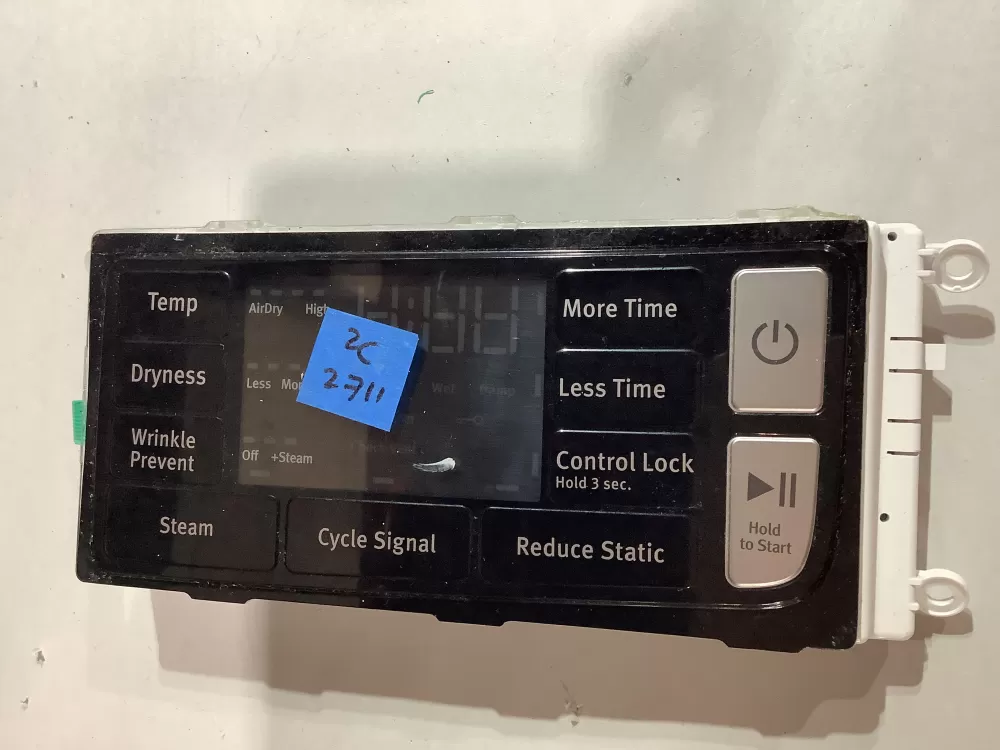 Temp
AirDry High
More Time
2C
2711
Dryness
Less Mo
Less Time
Wrinkle
Prevent
Off +Steam
Control Lock
Hold 3 sec.
Hold
to Start
Steam
Cycle Signal
Reduce Static